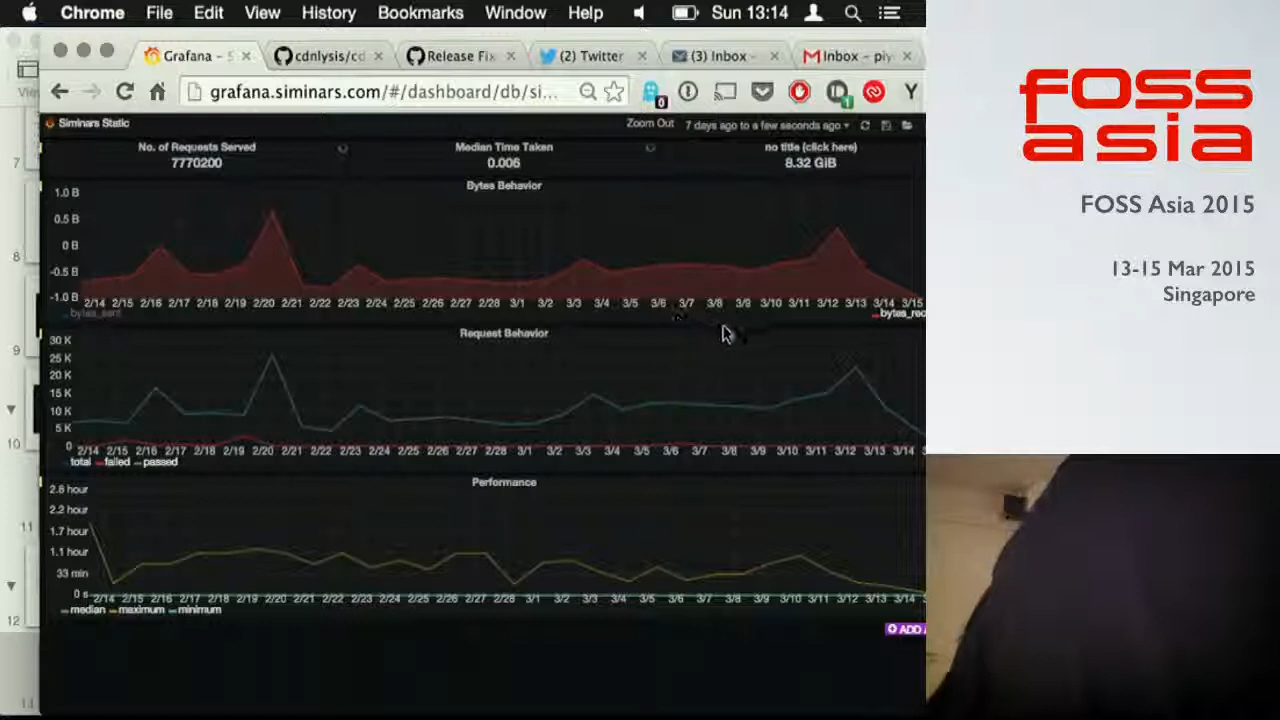 Chrome File Edit View History Bookmarks Window Help Sun 13:14
Grafana - S cdnlysis/cd Release Fix (2) Twitter (3) Inbox - Inbox - piy
grafana.siminars.com/#/dashboard/db/si... 0 1 Y
Siminars Static Zoom Out 7 days ago to a few seconds ago
No. of Requests Served Median Time Taken no title (click here)
7770200 0.006 8.32 GiB
Bytes Behavior
1.0 B
0.5 B
0 B
-0.5 B
-1.0 B
2/14 2/15 2/16 2/17 2/18 2/19 2/20 2/21 2/22 2/23 2/24 2/25 2/26 2/27 2/28 3/1 3/2 3/3 3/4 3/5 3/6 3/7 3/8 3/9 3/10 3/11 3/12 3/13 3/14 3/15
bytes_sent bytes_rec
Request Behavior
30 K
25 K
20 K
15 K
10 K
5 K
0
2/14 2/15 2/16 2/17 2/18 2/19 2/20 2/21 2/22 2/23 2/24 2/25 2/26 2/27 2/28 3/1 3/2 3/3 3/4 3/5 3/6 3/7 3/8 3/9 3/10 3/11 3/12 3/13 3/14
total failed passed
Performance
2.8 hour
2.2 hour
1.7 hour
1.1 hour
33 min
0 s
2/14 2/15 2/16 2/17 2/18 2/19 2/20 2/21 2/22 2/23 2/24 2/25 2/26 2/27 2/28 3/1 3/2 3/3 3/4 3/5 3/6 3/7 3/8 3/9 3/10 3/11 3/12 3/13 3/14
median maximum minimum
ADD
7
8
9
10
11
12
FOSS
asia
FOSS Asia 2015
13-15 Mar 2015
Singapore